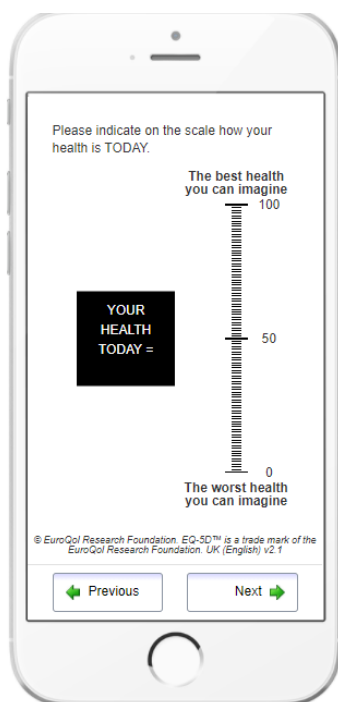 Please indicate on the scale how your
health is TODAY.
The best health
you can imagine
100
YOUR
HEALTH
TODAY =
50
0
The worst health
you can imagine
© EuroQol Research Foundation. EQ-5D™ is a trade mark of the
EuroQol Research Foundation. UK (English) v2.1
Previous
Next